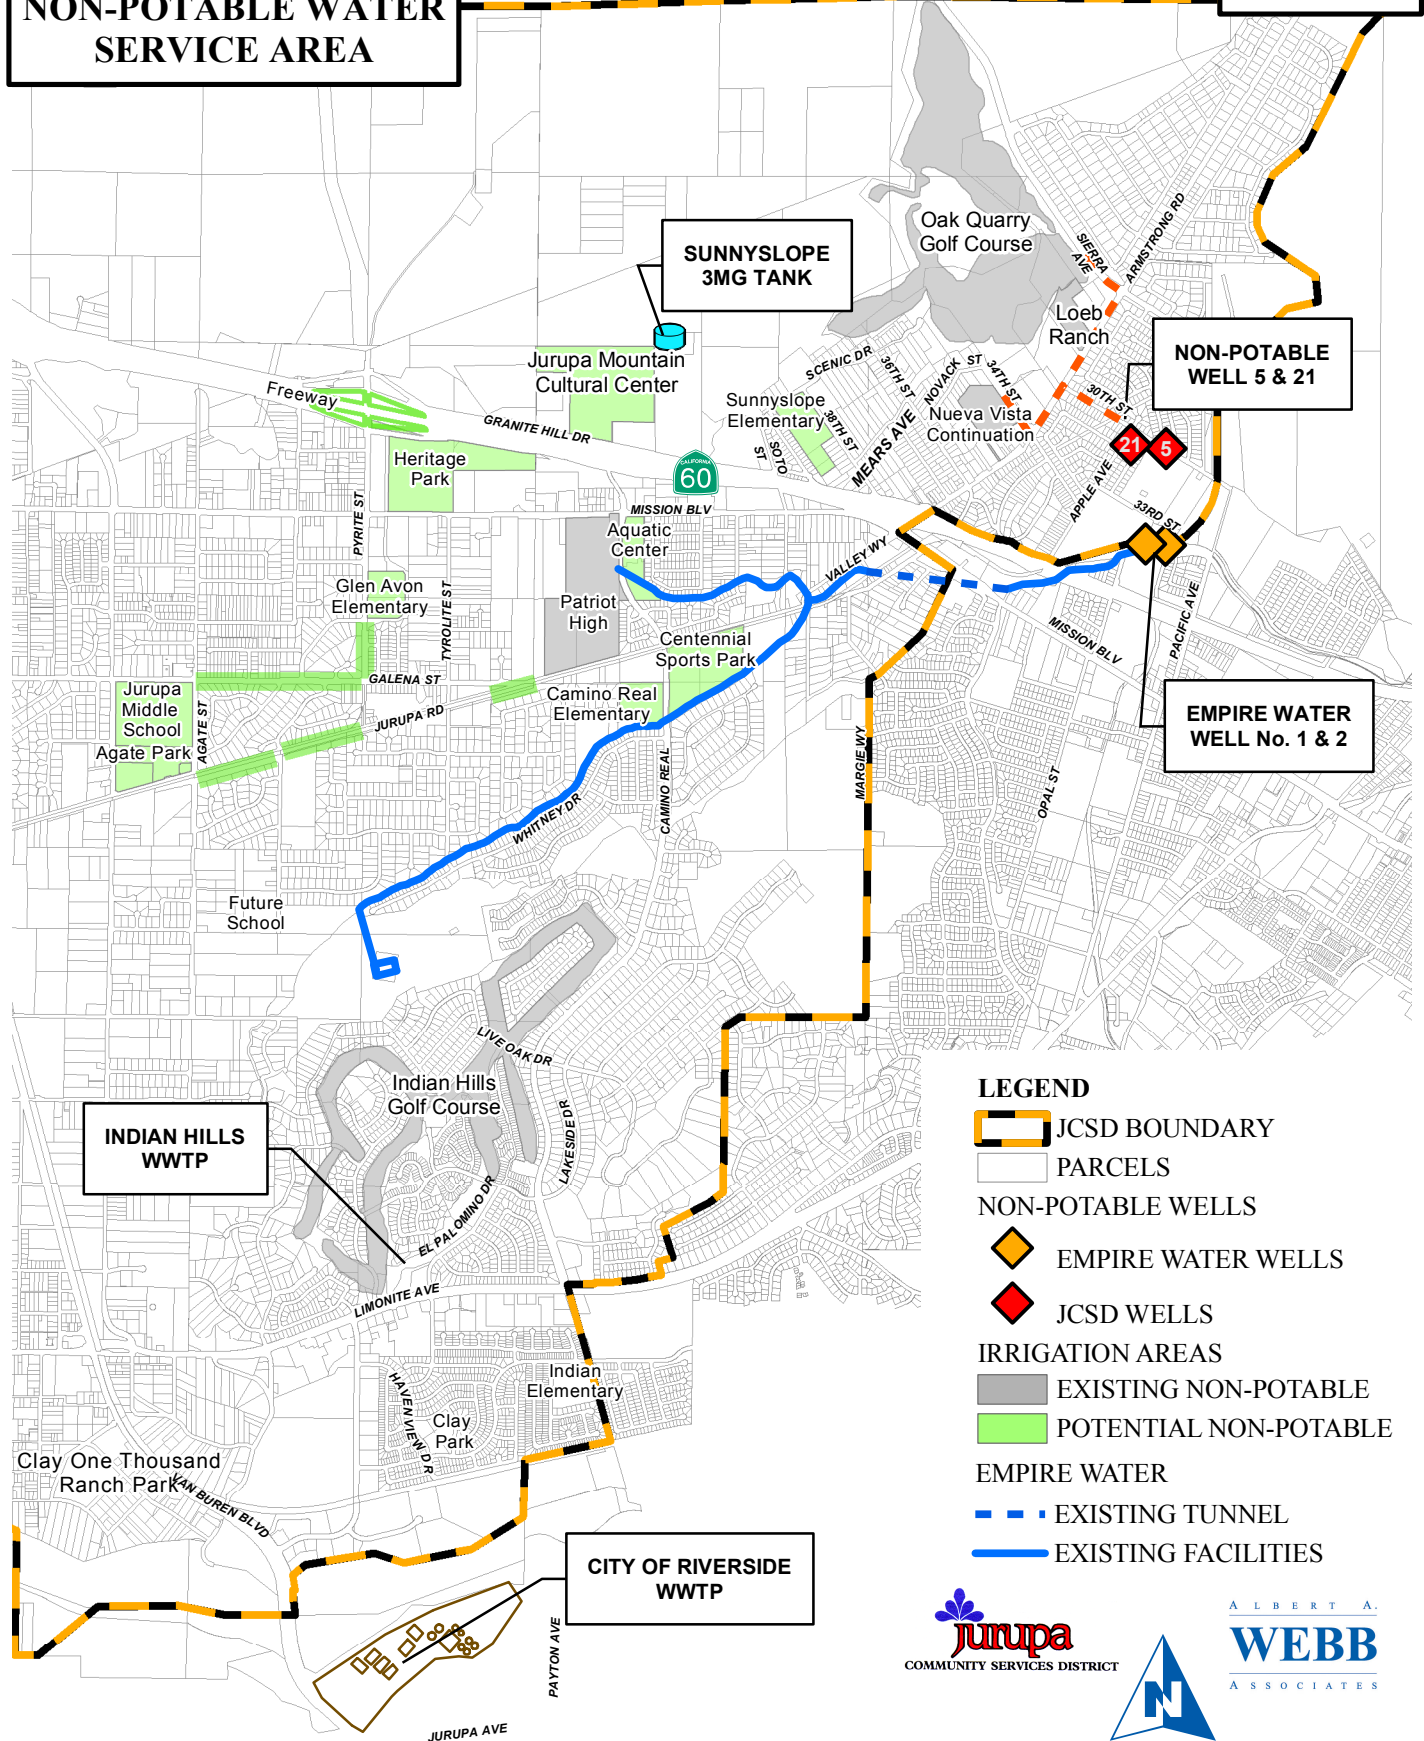 NON-POTABLE WATER
SERVICE AREA
Oak Quarry
Golf Course
SIERRA
AVE
ARMSTRONG RD
SUNNYSLOPE
3MG TANK
Loeb
Ranch
NON-POTABLE
WELL 5 & 21
Jurupa Mountain
Cultural Center
SCENIC DR
36TH ST
NOVACK ST
34TH ST
30TH ST
Freeway
Sunnyslope
Elementary
38TH ST
MEARS AVE
Nueva Vista
Continuation
GRANITE HILL DR
SOTO
ST
21
5
Heritage
Park
CALIFORNIA
60
APPLE AVE
33RD ST
PYRITE ST
MISSION BLV
Aquatic
Center
VALLEY WY
Glen Avon
Elementary
TYROLITE ST
Patriot
High
Centennial
Sports Park
MISSION BLV
PACIFIC AVE
GALENA ST
Jurupa
Middle
School
Agate Park
AGATE ST
JURUPA RD
Camino Real
Elementary
EMPIRE WATER
WELL No. 1 & 2
MARGIE WY
OPAL ST
CAMINO REAL
WHITNEY DR
Future
School
LIVE OAK DR
Indian Hills
Golf Course
LAKESIDE DR
INDIAN HILLS
WWTP
EL PALOMINO DR
LIMONITE AVE
HAVENVIEW DR
Indian
Elementary
Clay
Park
Clay One Thousand
Ranch Park
VAN BUREN BLVD
CITY OF RIVERSIDE
WWTP
PAYTON AVE
JURUPA AVE
LEGEND
JCSD BOUNDARY
PARCELS
NON-POTABLE WELLS
EMPIRE WATER WELLS
JCSD WELLS
IRRIGATION AREAS
EXISTING NON-POTABLE
POTENTIAL NON-POTABLE
EMPIRE WATER
EXISTING TUNNEL
EXISTING FACILITIES
jurupa
COMMUNITY SERVICES DISTRICT
N
ALBERT A.
WEBB
ASSOCIATES